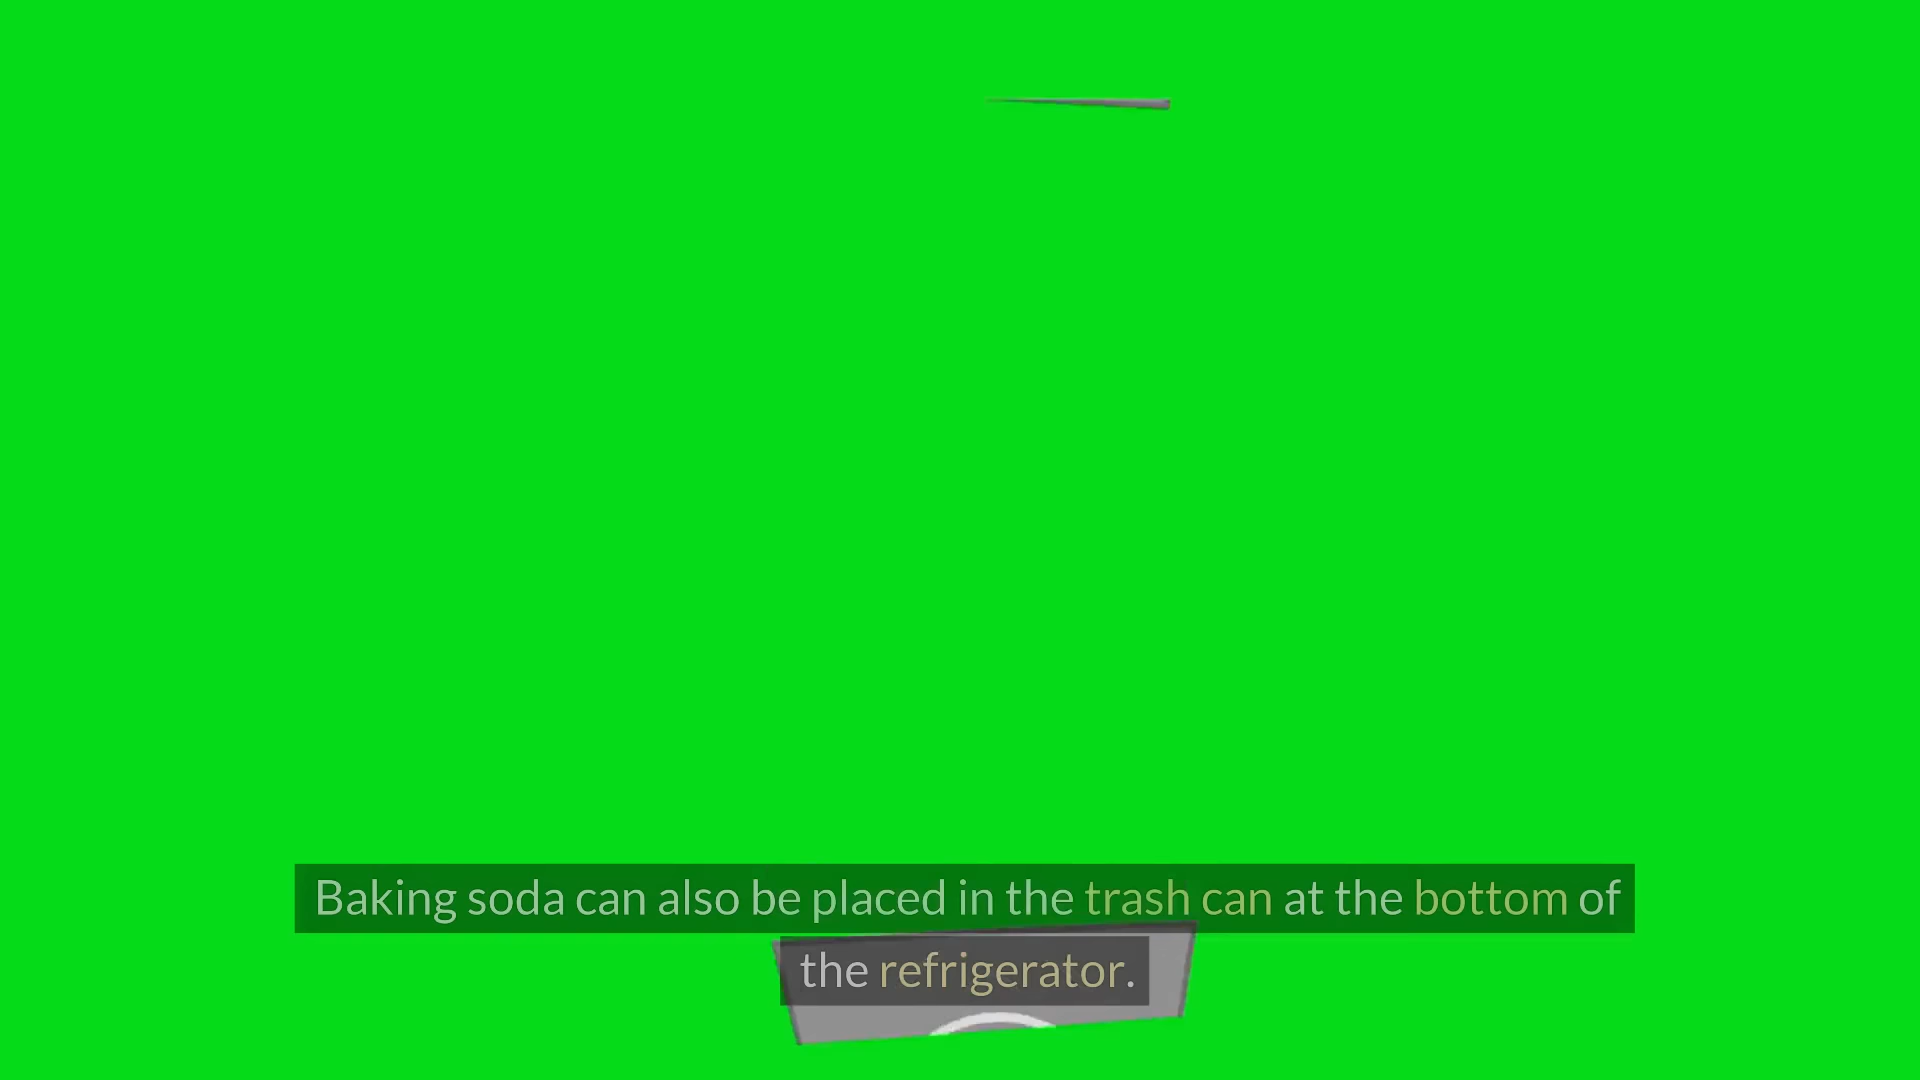 Baking soda can also be placed in the trash can at the bottom of
the refrigerator.